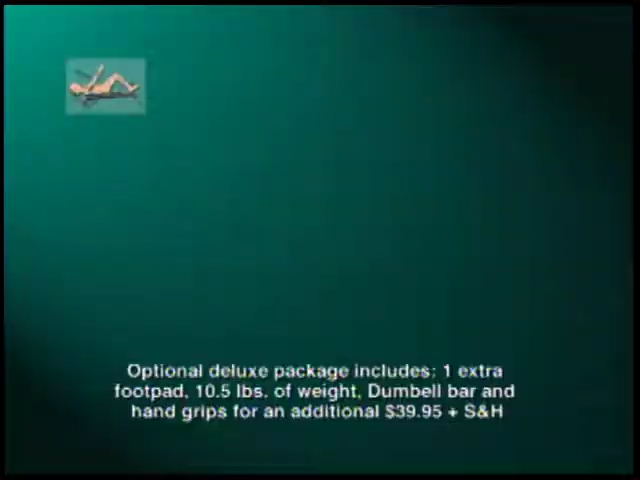 Optional deluxe package includes: 1 extra
footpad, 10.5 lbs. of weight, Dumbell bar and
hand grips for an additional $39.95 + S&H